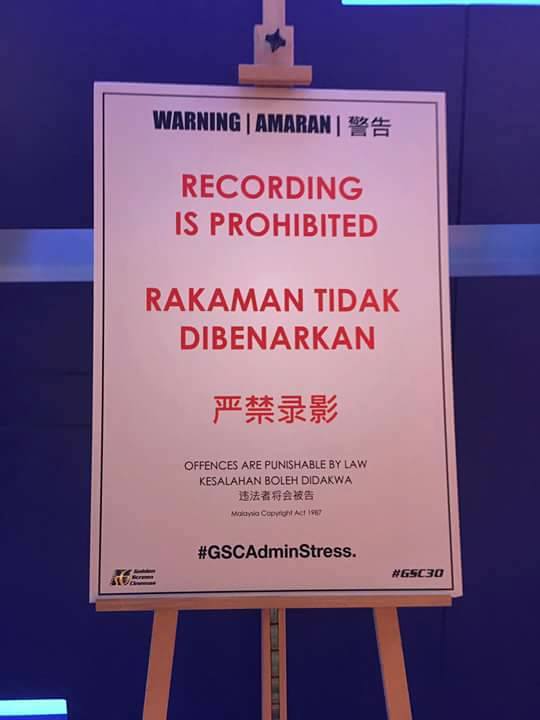 WARNING | AMARAN | 警告
RECORDING
IS PROHIBITED
RAKAMAN TIDAK
DIBENARKAN
严禁录影
OFFENCES ARE PUNISHABLE BY LAW
KESALAHAN BOLEH DIDAKWA
违法者将会被告
Malaysia Copyright Act 1987
#GSCAdminStress.
Golden
Screen
Cinemas
#GSC30